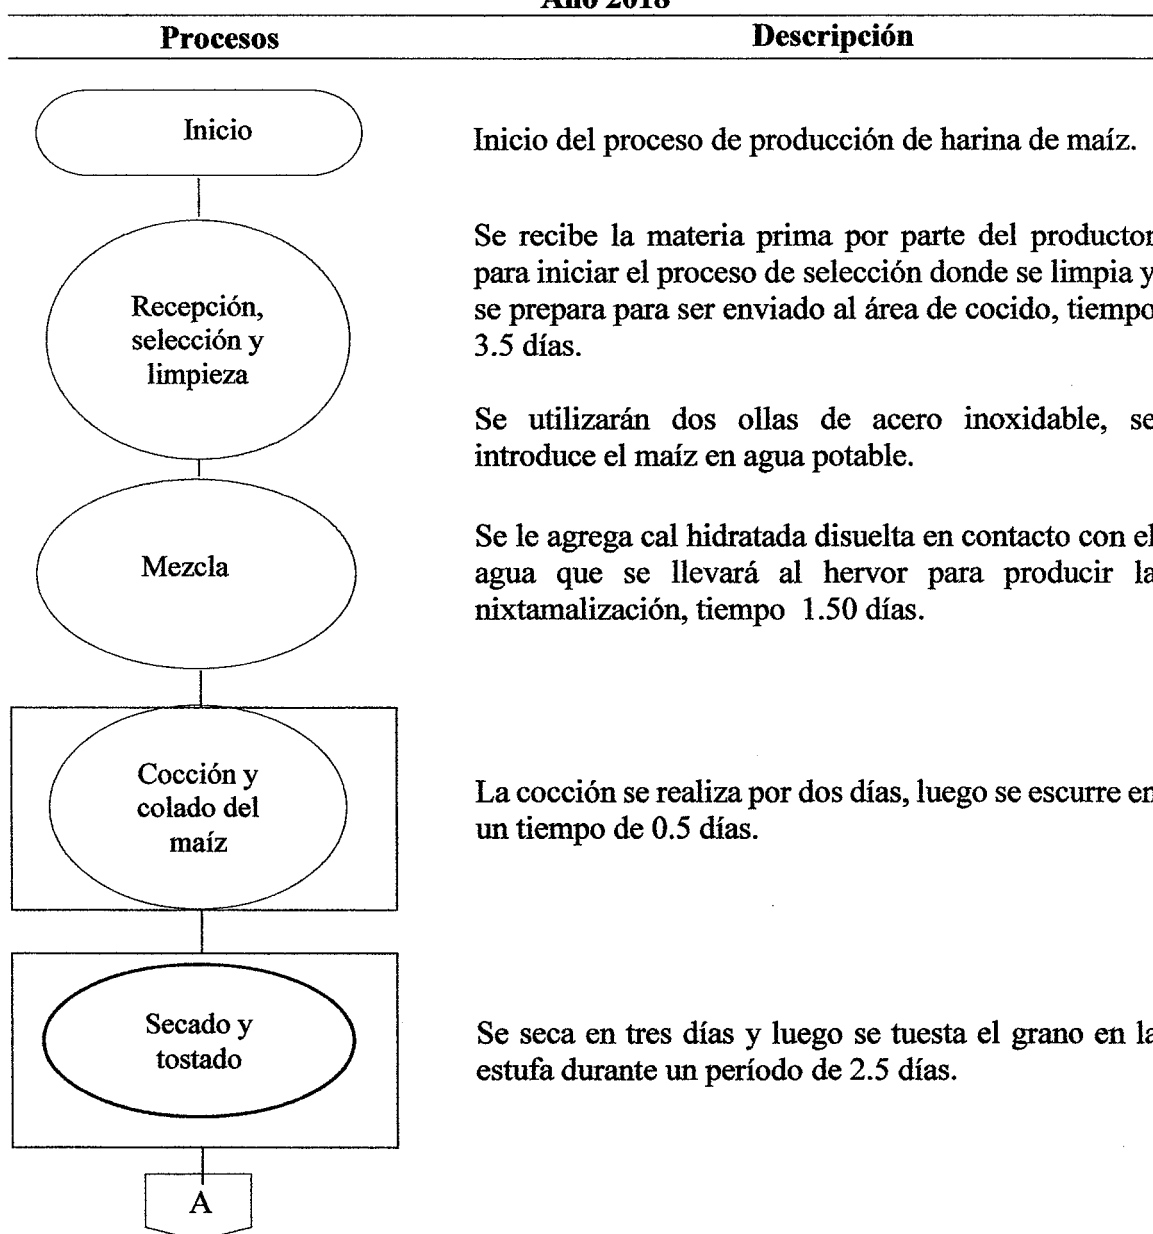 Año 2018
Procesos
Descripción
Inicio
Inicio del proceso de producción de harina de maíz.
Recepción,
selección y
limpieza
Se recibe la materia prima por parte del productor
para iniciar el proceso de selección donde se limpia y
se prepara para ser enviado al área de cocido, tiempo
3.5 días.
Se utilizarán dos ollas de acero inoxidable, se
introduce el maíz en agua potable.
Mezcla
Se le agrega cal hidratada disuelta en contacto con el
agua que se llevará al hervor para producir la
nixtamalización, tiempo 1.50 días.
Cocción y
colado del
maíz
La cocción se realiza por dos días, luego se escurre en
un tiempo de 0.5 días.
Secado y
tostado
Se seca en tres días y luego se tuesta el grano en la
estufa durante un período de 2.5 días.
A